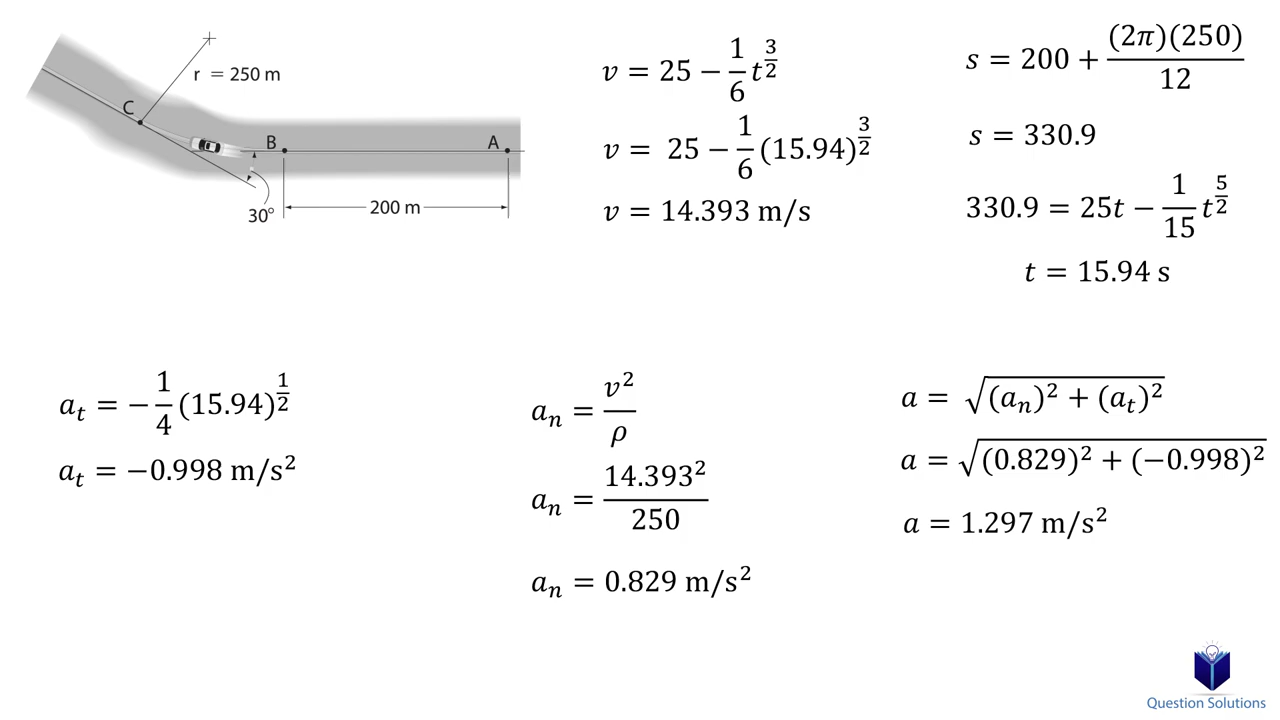 r = 250 m
C
B
A
30°
200 m
v = 25 − 1/6 t^(3/2)
v = 25 − 1/6 (15.94)^(3/2)
v = 14.393 m/s
s = 200 + (2π)(250)/12
s = 330.9
330.9 = 25t − 1/15 t^(5/2)
t = 15.94 s
a_t = −1/4 (15.94)^(1/2)
a_t = −0.998 m/s²
a_n = v²/ρ
a_n = 14.393²/250
a_n = 0.829 m/s²
a = √((a_n)² + (a_t)²)
a = √((0.829)² + (−0.998)²)
a = 1.297 m/s²
Question Solutions